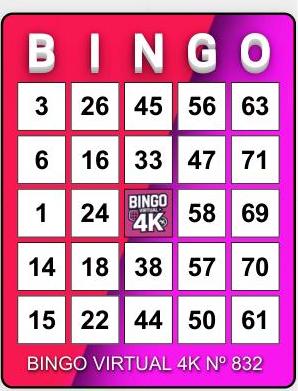 B I N G O
3 26 45 56 63
6 16 33 47 71
1 24 BINGO VIRTUAL 4K 58 69
14 18 38 57 70
15 22 44 50 61
BINGO VIRTUAL 4K Nº 832